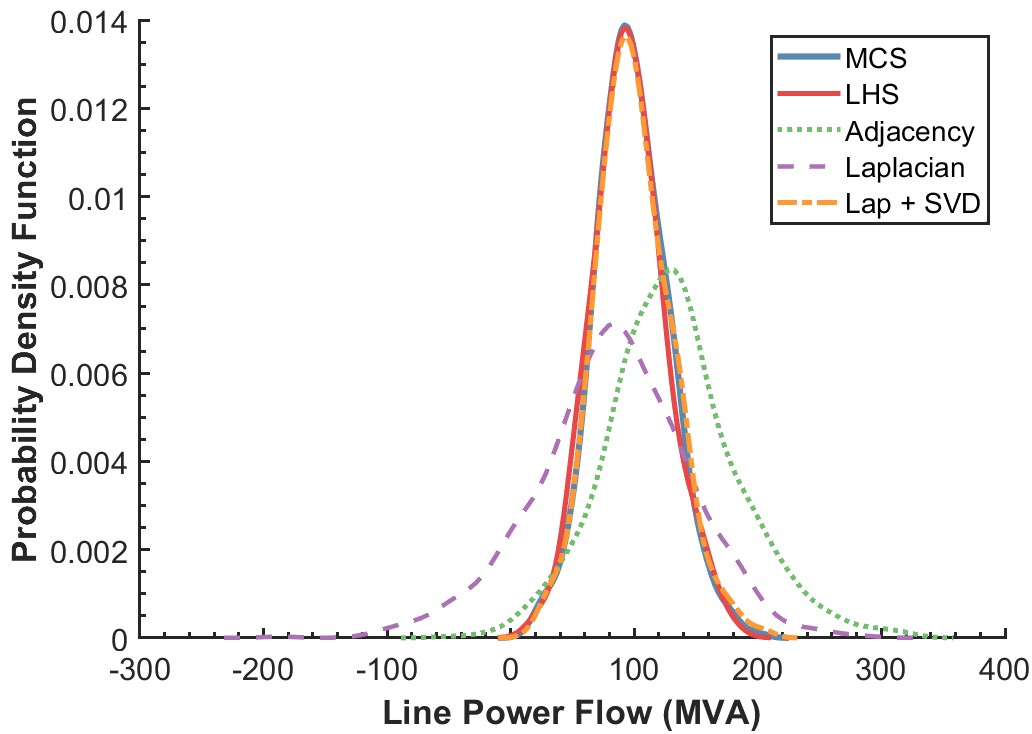 0.014
0.012
0.01
0.008
0.006
0.004
0.002
0
Probability Density Function
-300
-200
-100
0
100
200
300
400
Line Power Flow (MVA)
MCS
LHS
Adjacency
Laplacian
Lap + SVD